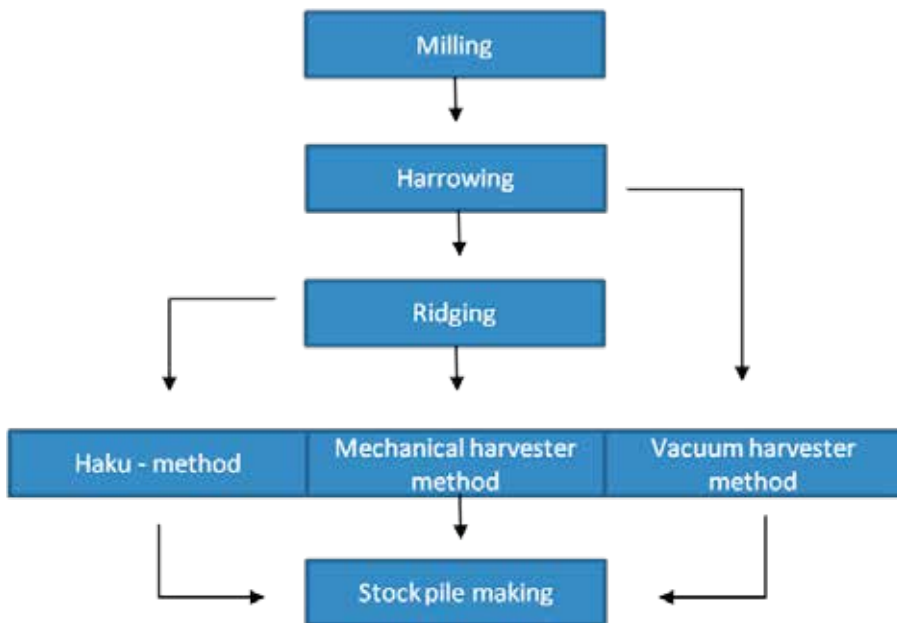 Milling
Harrowing
Ridging
Haku - method
Mechanical harvester
method
Vacuum harvester
method
Stock pile making